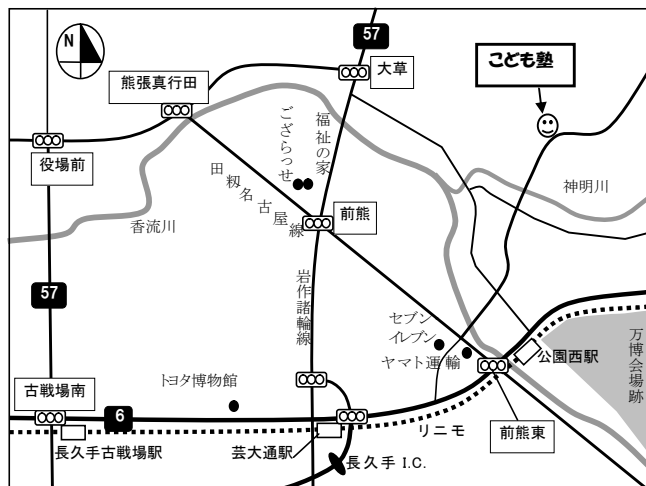 N
57
大草
こども塾
熊張真行田
役場前
ござらっせ
福祉の家
田籾名古屋線
前熊
神明川
香流川
57
岩作諸輪線
セブン
イレブン
ヤマト運輸
公園西駅
万博会場跡
古戦場南
トヨタ博物館
6
リニモ
前熊東
長久手古戦場駅
芸大通駅
長久手 I.C.